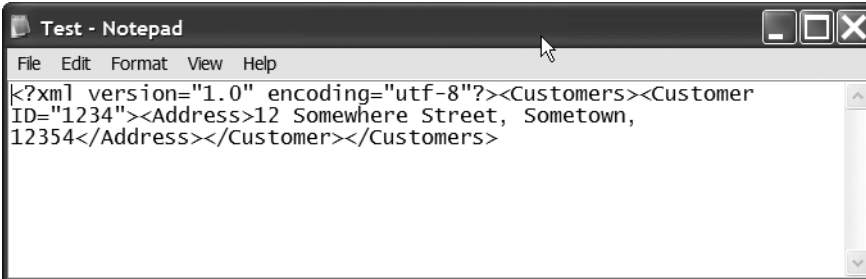 Test - Notepad
File Edit Format View Help
<?xml version="1.0" encoding="utf-8"?><Customers><Customer
ID="1234"><Address>12 Somewhere Street, Sometown,
12354</Address></Customer></Customers>